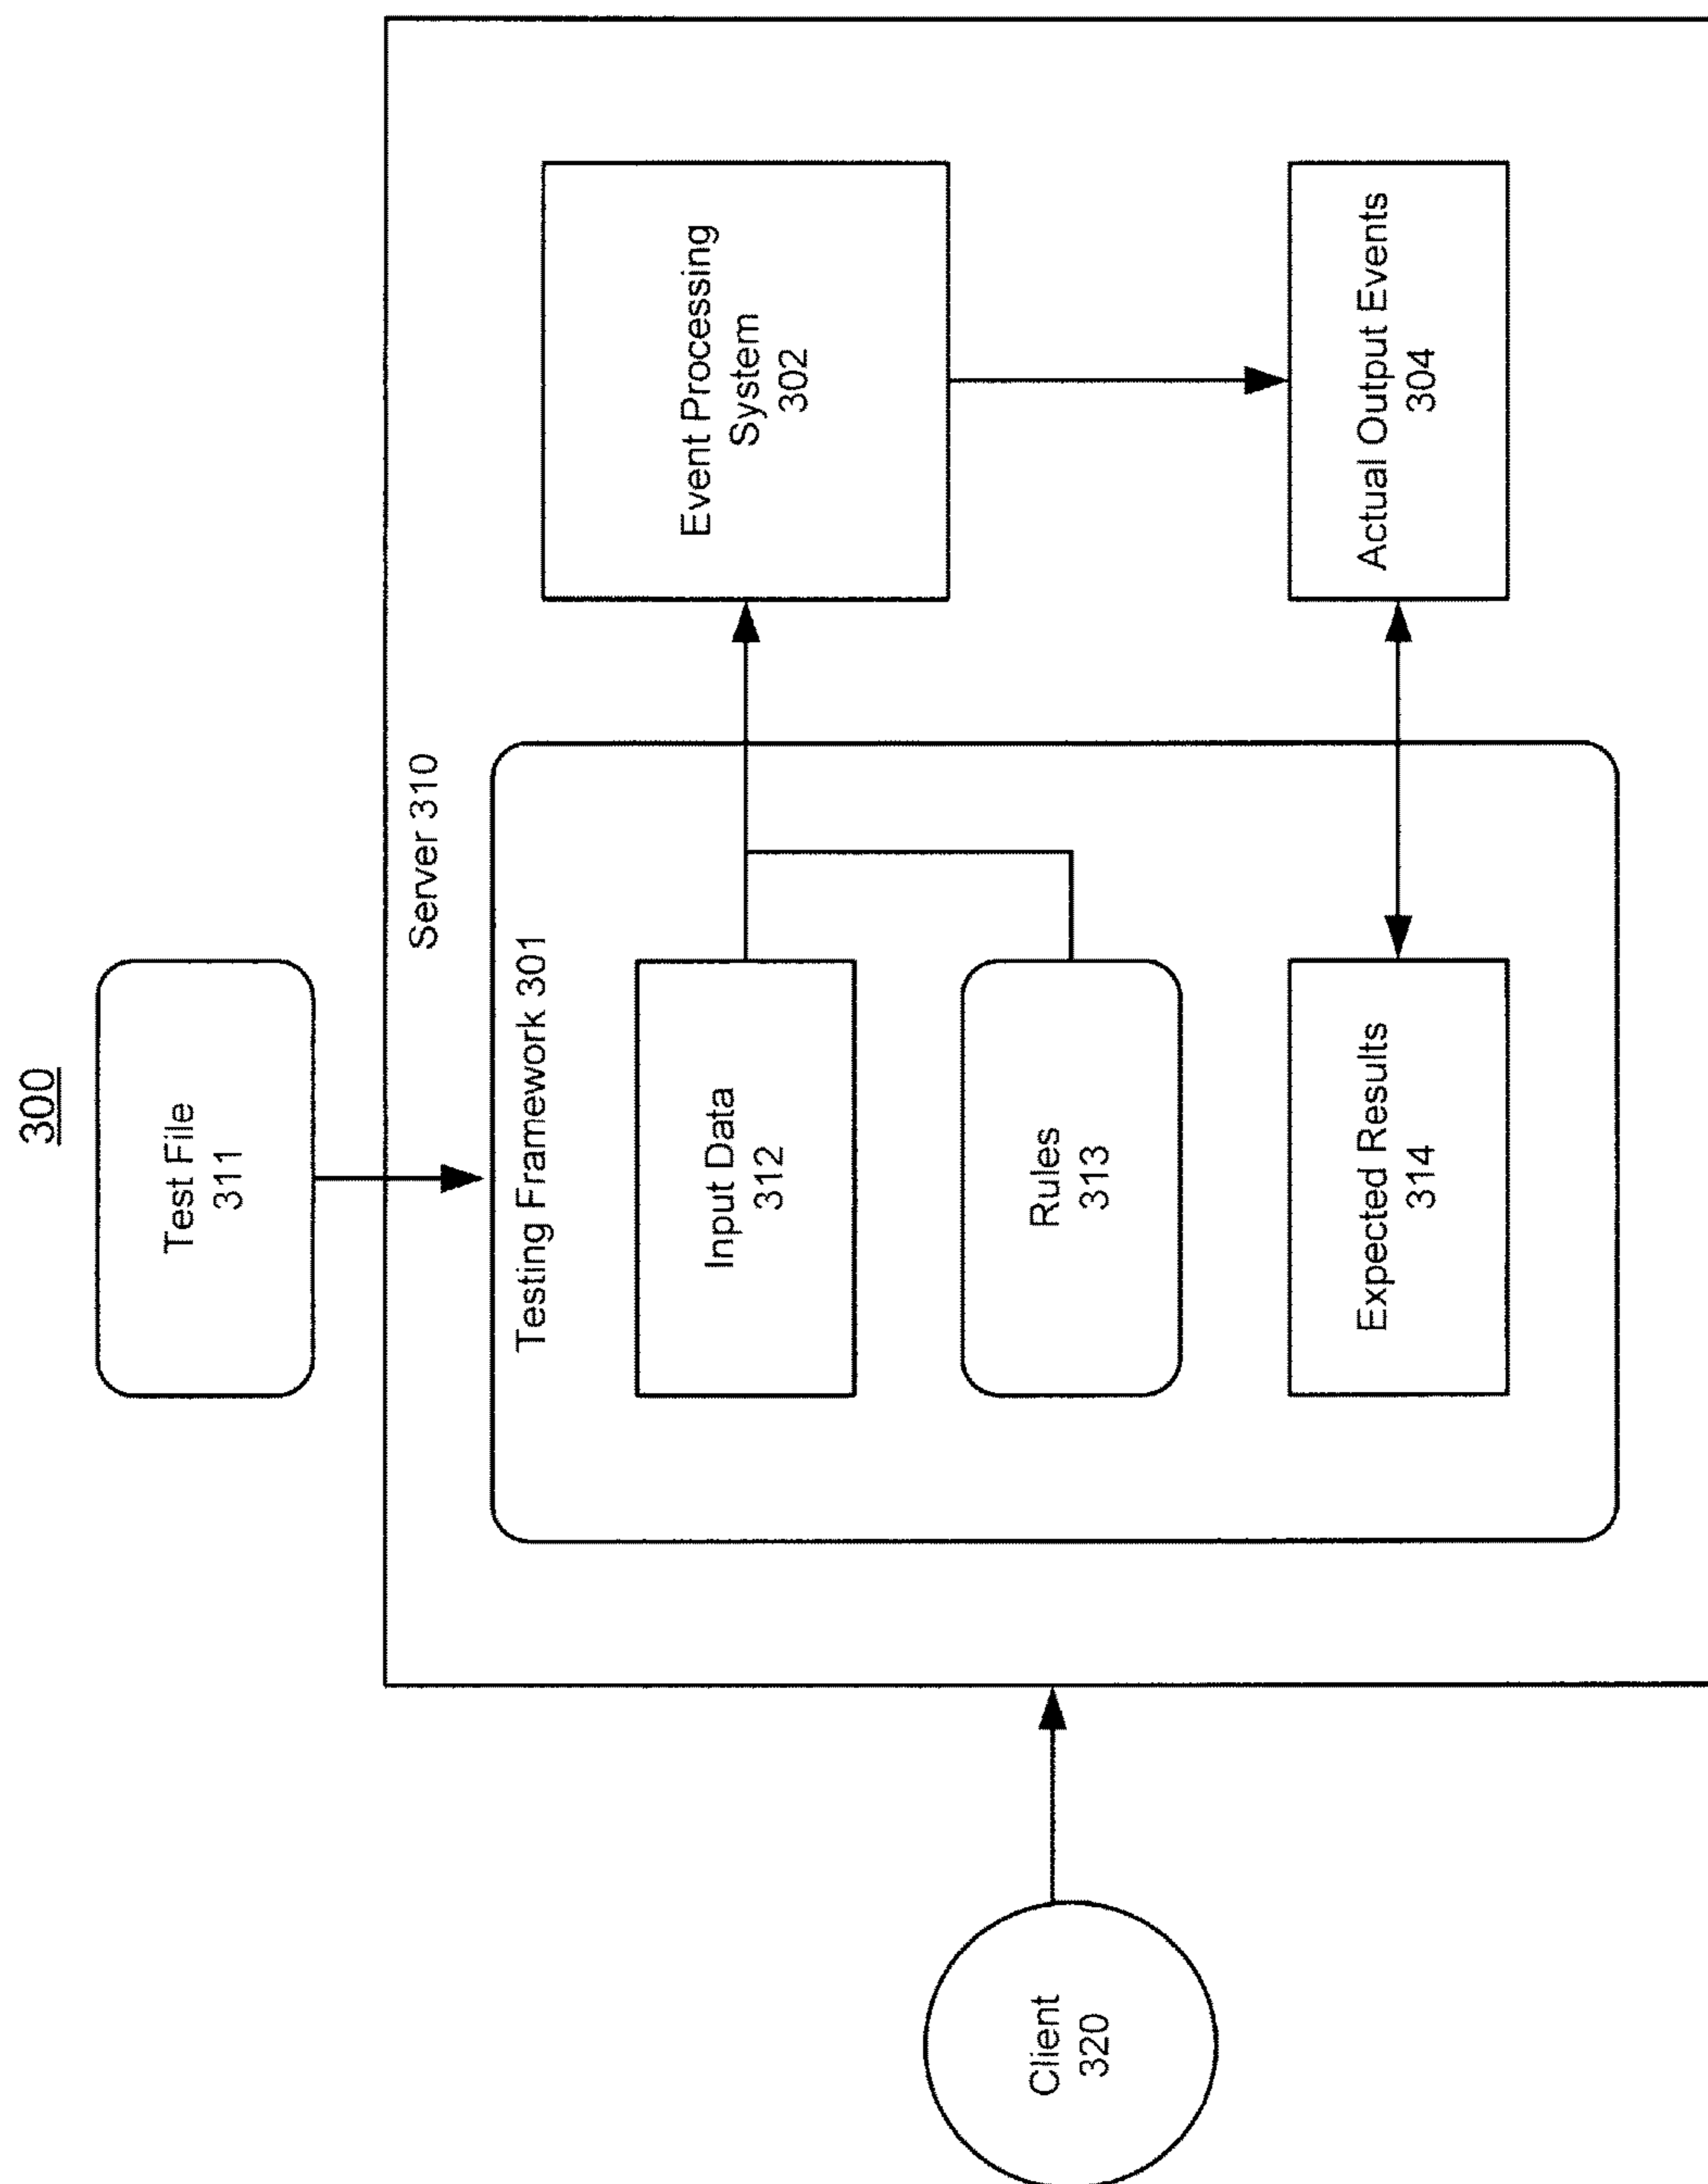 300
Test File
311
Server 310
Testing Framework 301
Input Data
312
Rules
313
Expected Results
314
Event Processing
System
302
Actual Output Events
304
Client
320